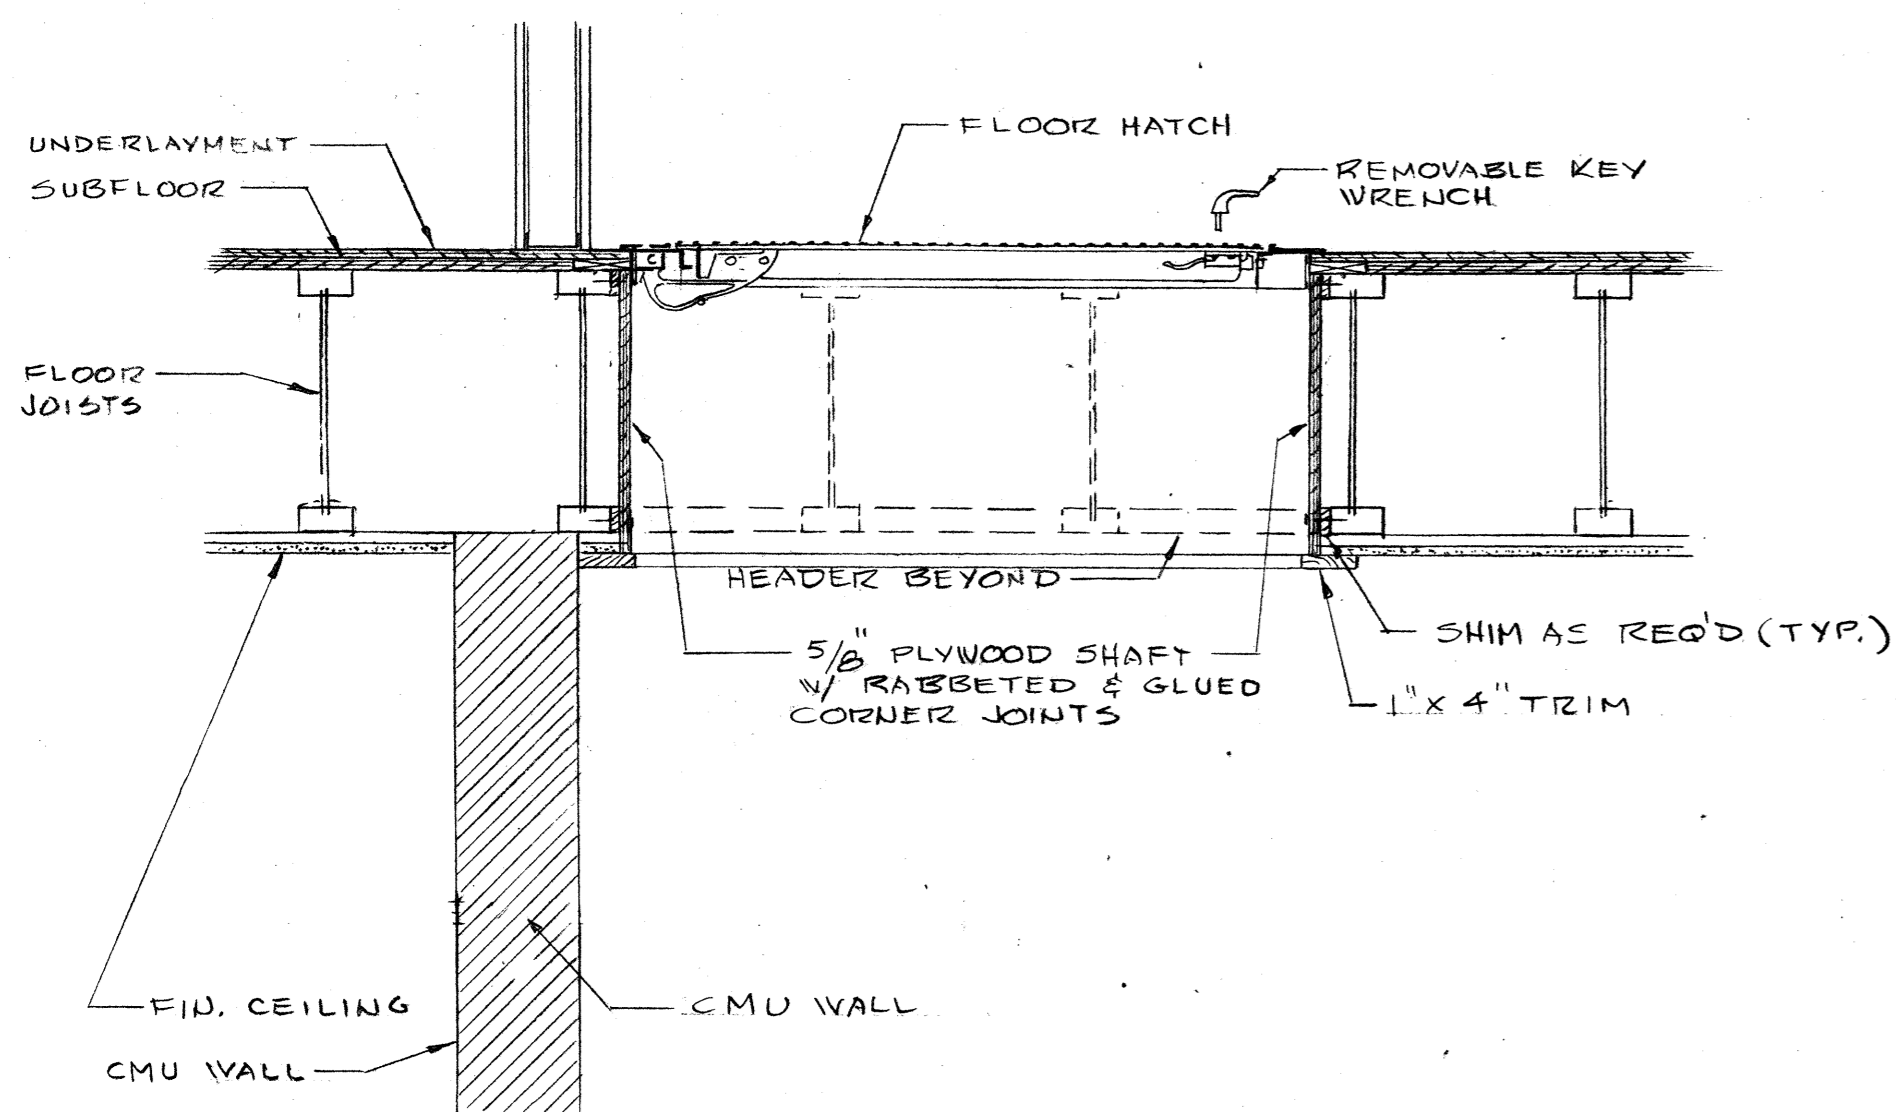 FLOOR HATCH
UNDERLAYMENT
SUBFLOOR
REMOVABLE KEY
WRENCH
FLOOR
JOISTS
HEADER BEYOND
SHIM AS REQ'D (TYP.)
5/8" PLYWOOD SHAFT
W/ RABBETED & GLUED
CORNER JOINTS
1" X 4" TRIM
FIN. CEILING
CMU WALL
CMU WALL